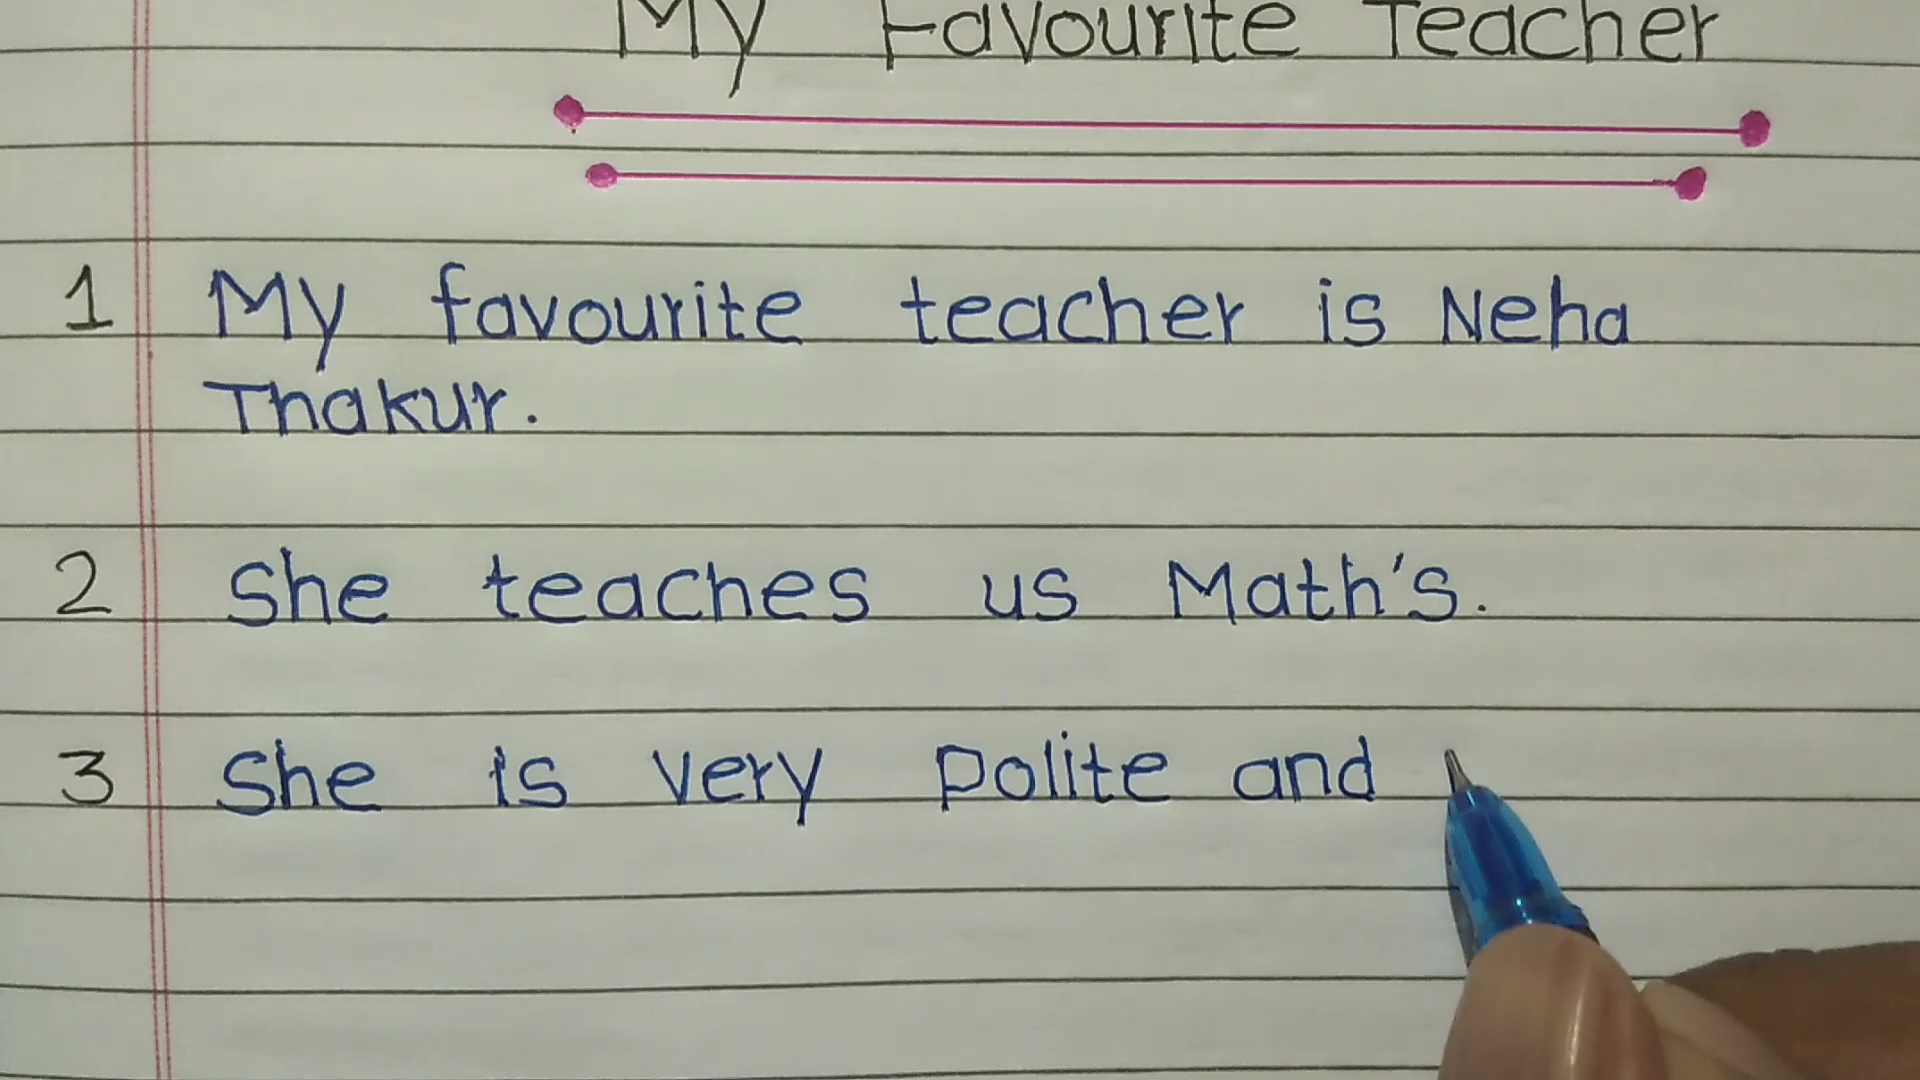 My Favourite Teacher
1 My favourite teacher is Neha
Thakur.
2 She teaches us Math's.
3 She is very polite and